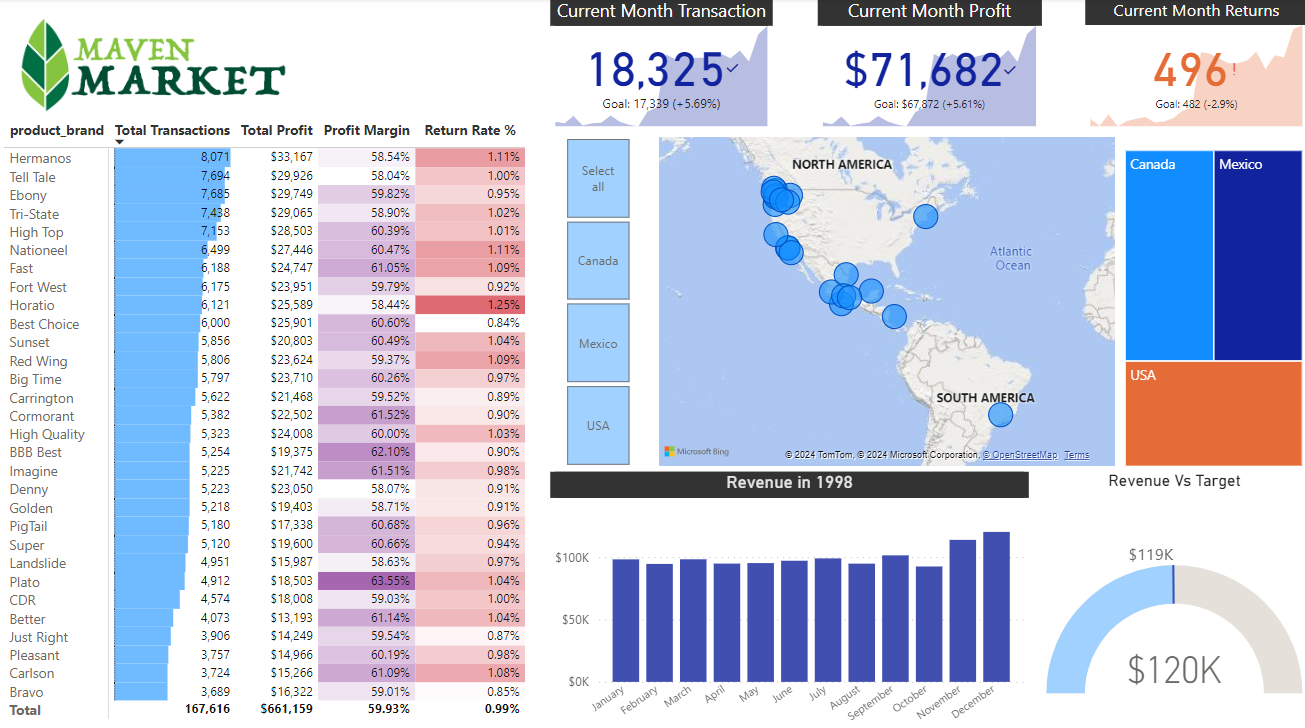 MAVEN
MARKET
Current Month Transaction
18,325
Goal: 17,339 (+5.69%)
Current Month Profit
$71,682
Goal: $67,872 (+5.61%)
Current Month Returns
496!
Goal: 482 (-2.9%)
product_brand Total Transactions Total Profit Profit Margin Return Rate %
Hermanos 8,071 $33,167 58.54% 1.11%
Tell Tale 7,694 $29,926 58.04% 1.00%
Ebony 7,685 $29,749 59.82% 0.95%
Tri-State 7,438 $29,065 58.90% 1.02%
High Top 7,153 $28,503 60.39% 1.01%
Nationeel 6,499 $27,446 60.47% 1.11%
Fast 6,188 $24,747 61.05% 1.09%
Fort West 6,175 $23,951 59.79% 0.92%
Horatio 6,121 $25,589 58.44% 1.25%
Best Choice 6,000 $25,901 60.60% 0.84%
Sunset 5,856 $20,803 60.49% 1.04%
Red Wing 5,806 $23,624 59.37% 1.09%
Big Time 5,797 $23,710 60.26% 0.97%
Carrington 5,622 $21,468 59.52% 0.89%
Cormorant 5,382 $22,502 61.52% 0.90%
High Quality 5,323 $24,008 60.00% 1.03%
BBB Best 5,254 $19,375 62.10% 0.90%
Imagine 5,225 $21,742 61.51% 0.98%
Denny 5,223 $23,050 58.07% 0.91%
Golden 5,218 $19,403 58.71% 0.91%
PigTail 5,180 $17,338 60.68% 0.96%
Super 5,120 $19,600 60.66% 0.94%
Landslide 4,951 $15,987 58.63% 0.97%
Plato 4,912 $18,503 63.55% 1.04%
CDR 4,574 $18,008 59.03% 1.00%
Better 4,073 $13,193 61.14% 1.04%
Just Right 3,906 $14,249 59.54% 0.87%
Pleasant 3,757 $14,966 60.19% 0.98%
Carlson 3,724 $15,266 61.09% 1.08%
Bravo 3,689 $16,322 59.01% 0.85%
Total 167,616 $661,159 59.93% 0.99%
Select
all
Canada
Mexico
USA
NORTH AMERICA
Atlantic
Ocean
SOUTH AMERICA
Microsoft Bing
© 2024 TomTom, © 2024 Microsoft Corporation, © OpenStreetMap Terms
Canada
Mexico
USA
Revenue in 1998
$100K
$50K
$0K
January
February
March
April
May
June
July
August
September
October
November
December
Revenue Vs Target
$119K
$120K